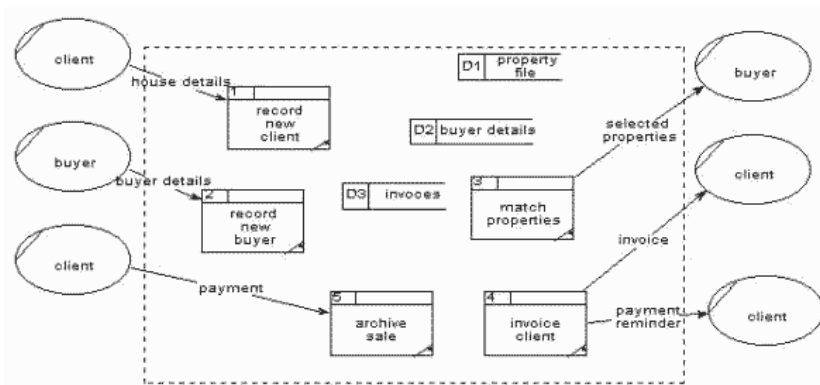 client
house details
1
record
new
client
D1
property
file
buyer
D2
buyer details
selected
properties
buyer
buyer details
2
record
new
buyer
D3
invooes
3
match
properties
client
client
payment
invoice
5
archive
sale
4
invoice
client
payment
reminder
client